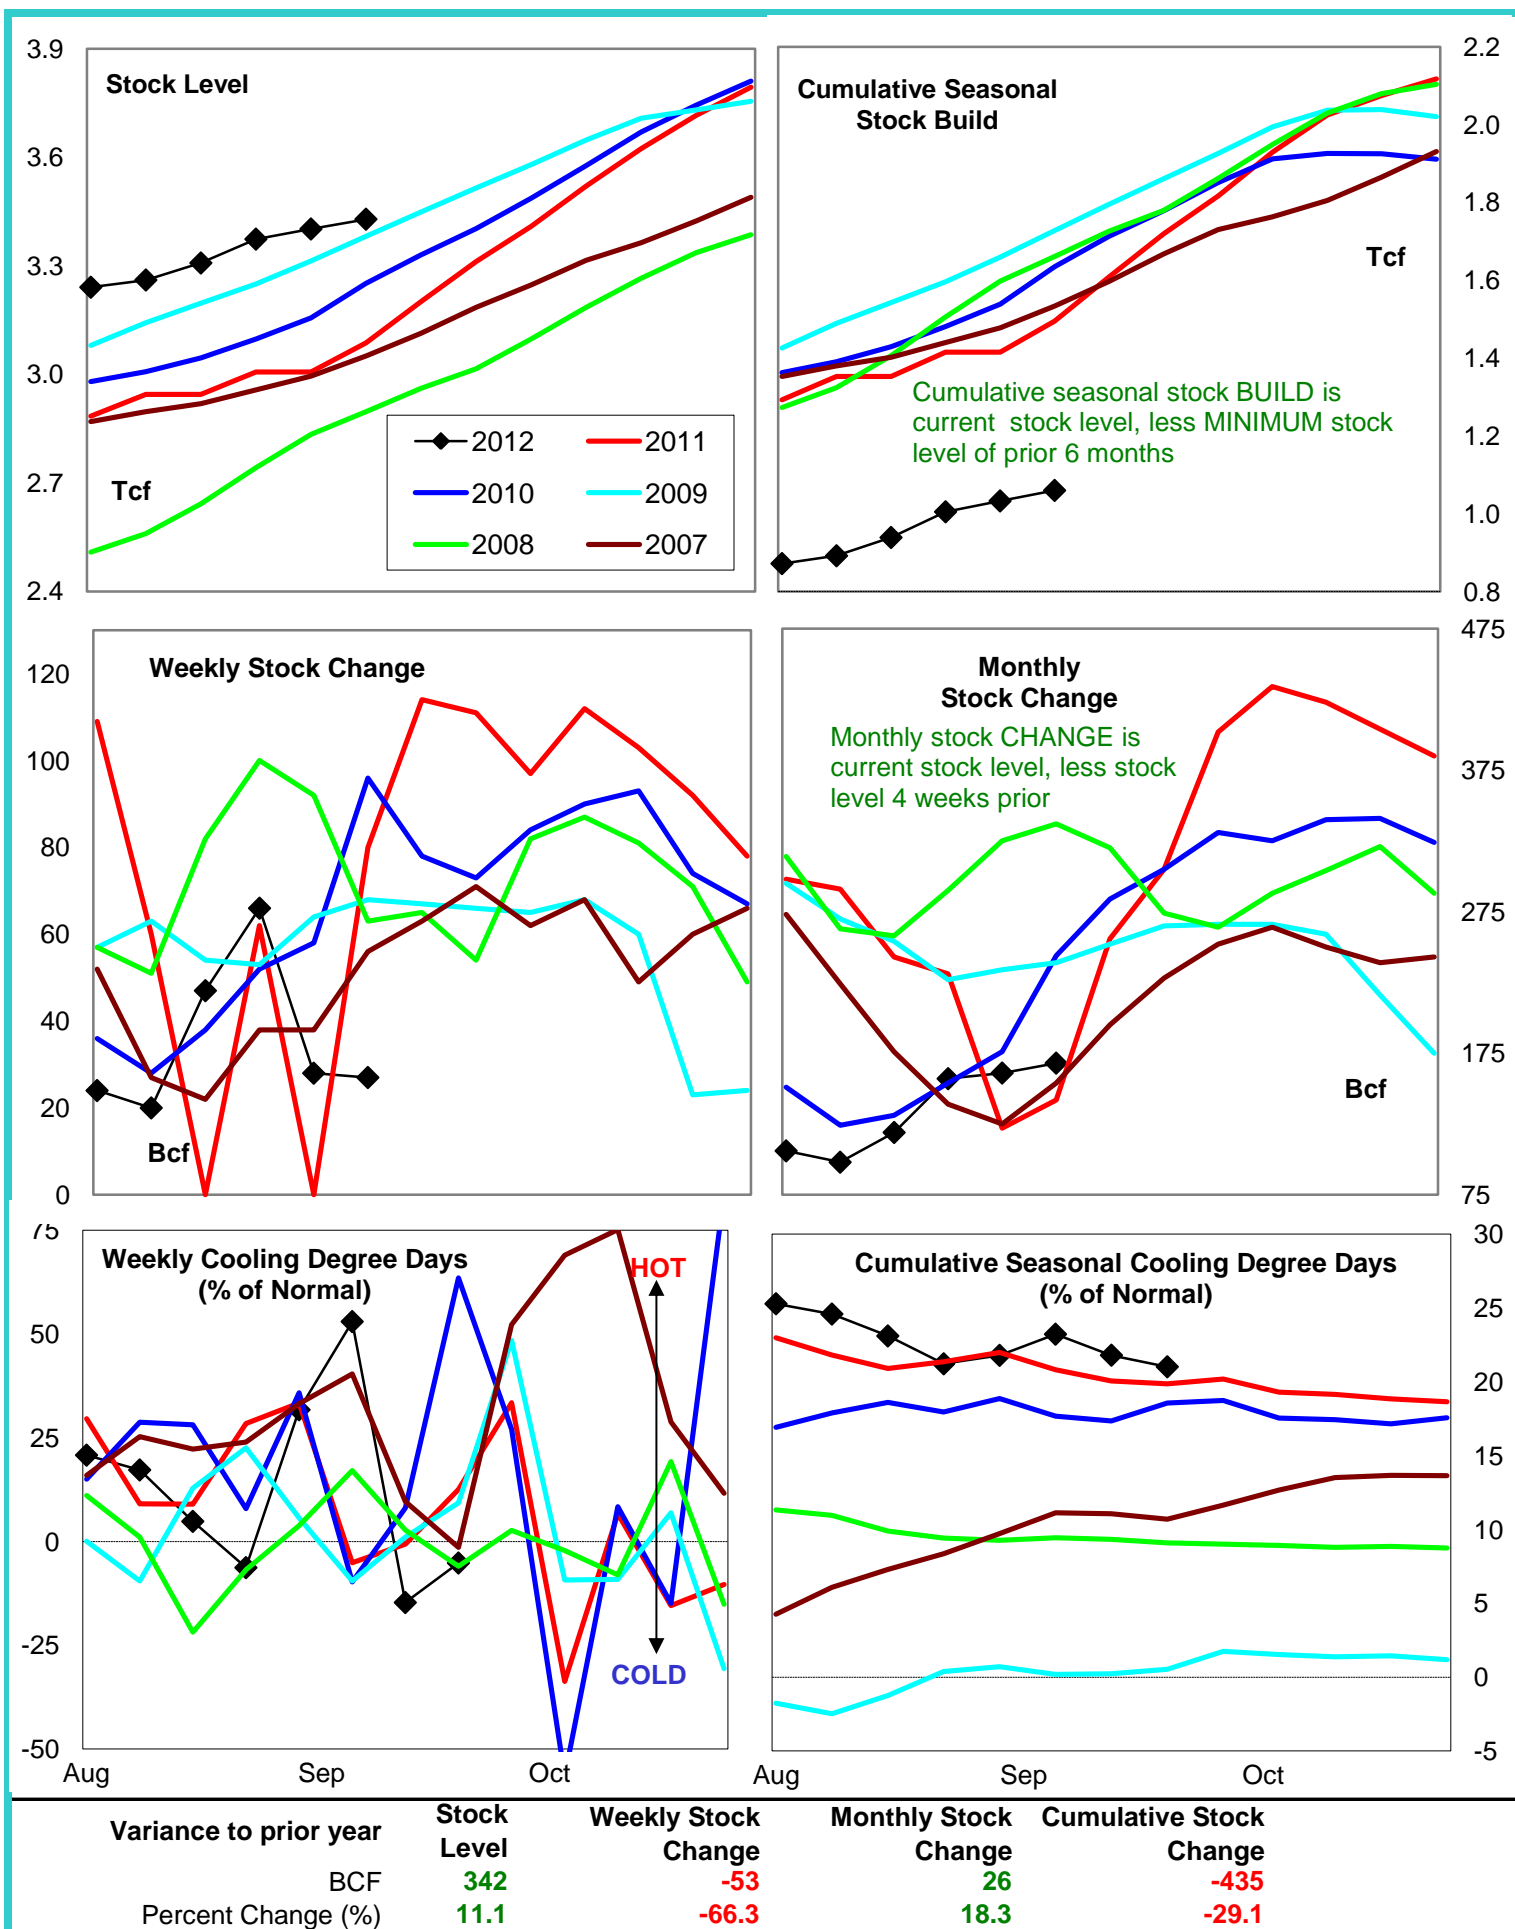 Stock Level
3.9
3.6
3.3
3.0
2.7
2.4
Tcf
2012
2011
2010
2009
2008
2007
Cumulative Seasonal
Stock Build
2.2
2.0
1.8
1.6
1.4
1.2
1.0
0.8
Tcf
Cumulative seasonal stock BUILD is
current stock level, less MINIMUM stock
level of prior 6 months
Weekly Stock Change
120
100
80
60
40
20
0
Bcf
Monthly
Stock Change
Monthly stock CHANGE is
current stock level, less stock
level 4 weeks prior
475
375
275
175
75
Bcf
Weekly Cooling Degree Days
(% of Normal)
75
50
25
0
-25
-50
HOT
COLD
Aug
Sep
Oct
Cumulative Seasonal Cooling Degree Days
(% of Normal)
30
25
20
15
10
5
0
-5
Aug
Sep
Oct
Variance to prior year
Stock
Level
Weekly Stock
Change
Monthly Stock
Change
Cumulative Stock
Change
BCF 342 -53 26 -435
Percent Change (%) 11.1 -66.3 18.3 -29.1